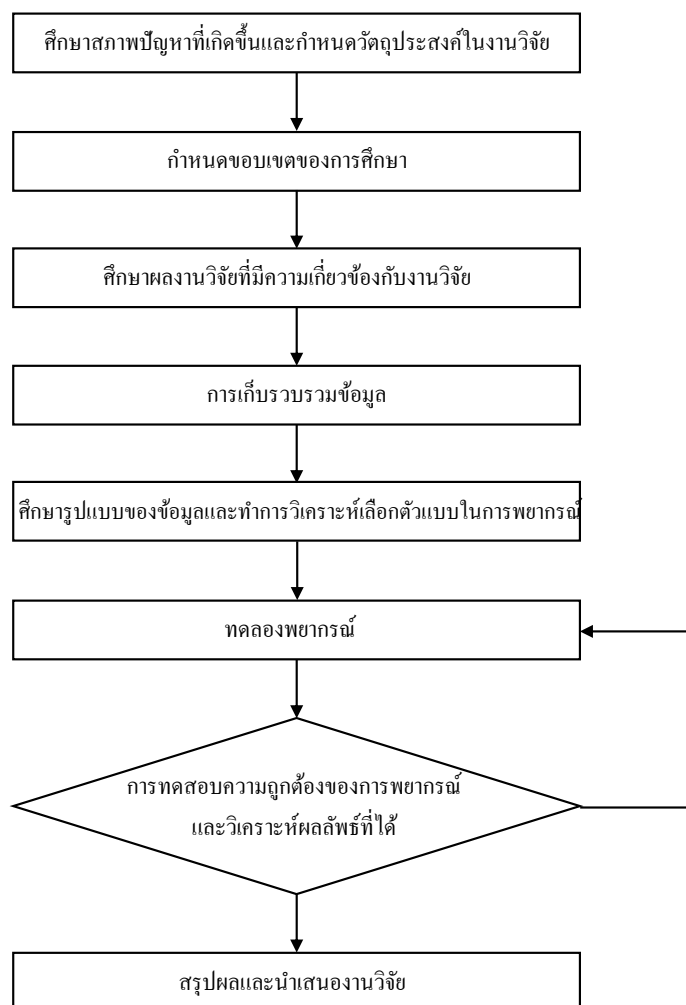 ศึกษาสภาพปัญหาที่เกิดขึ้นและกำหนดวัตถุประสงค์ในงานวิจัย
กำหนดขอบเขตของการศึกษา
ศึกษาผลงานวิจัยที่มีความเกี่ยวข้องกับงานวิจัย
การเก็บรวบรวมข้อมูล
ศึกษารูปแบบของข้อมูลและทำการวิเคราะห์เลือกตัวแบบในการพยากรณ์
ทดลองพยากรณ์
การทดสอบความถูกต้องของการพยากรณ์
และวิเคราะห์ผลลัพธ์ที่ได้
สรุปผลและนำเสนองานวิจัย